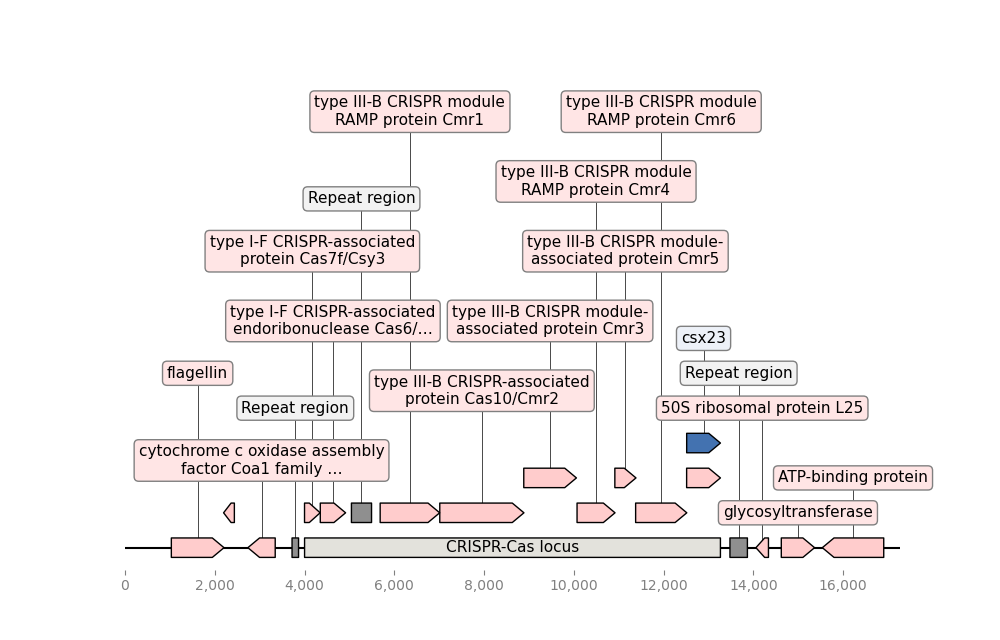 type III-B CRISPR module
RAMP protein Cmr1
type III-B CRISPR module
RAMP protein Cmr6
type III-B CRISPR module
RAMP protein Cmr4
Repeat region
type I-F CRISPR-associated
protein Cas7f/Csy3
type III-B CRISPR module-
associated protein Cmr5
type I-F CRISPR-associated
endoribonuclease Cas6/...
type III-B CRISPR module-
associated protein Cmr3
csx23
flagellin
Repeat region
type III-B CRISPR-associated
protein Cas10/Cmr2
Repeat region
50S ribosomal protein L25
cytochrome c oxidase assembly
factor Coa1 family ...
ATP-binding protein
glycosyltransferase
CRISPR-Cas locus
0 2,000 4,000 6,000 8,000 10,000 12,000 14,000 16,000